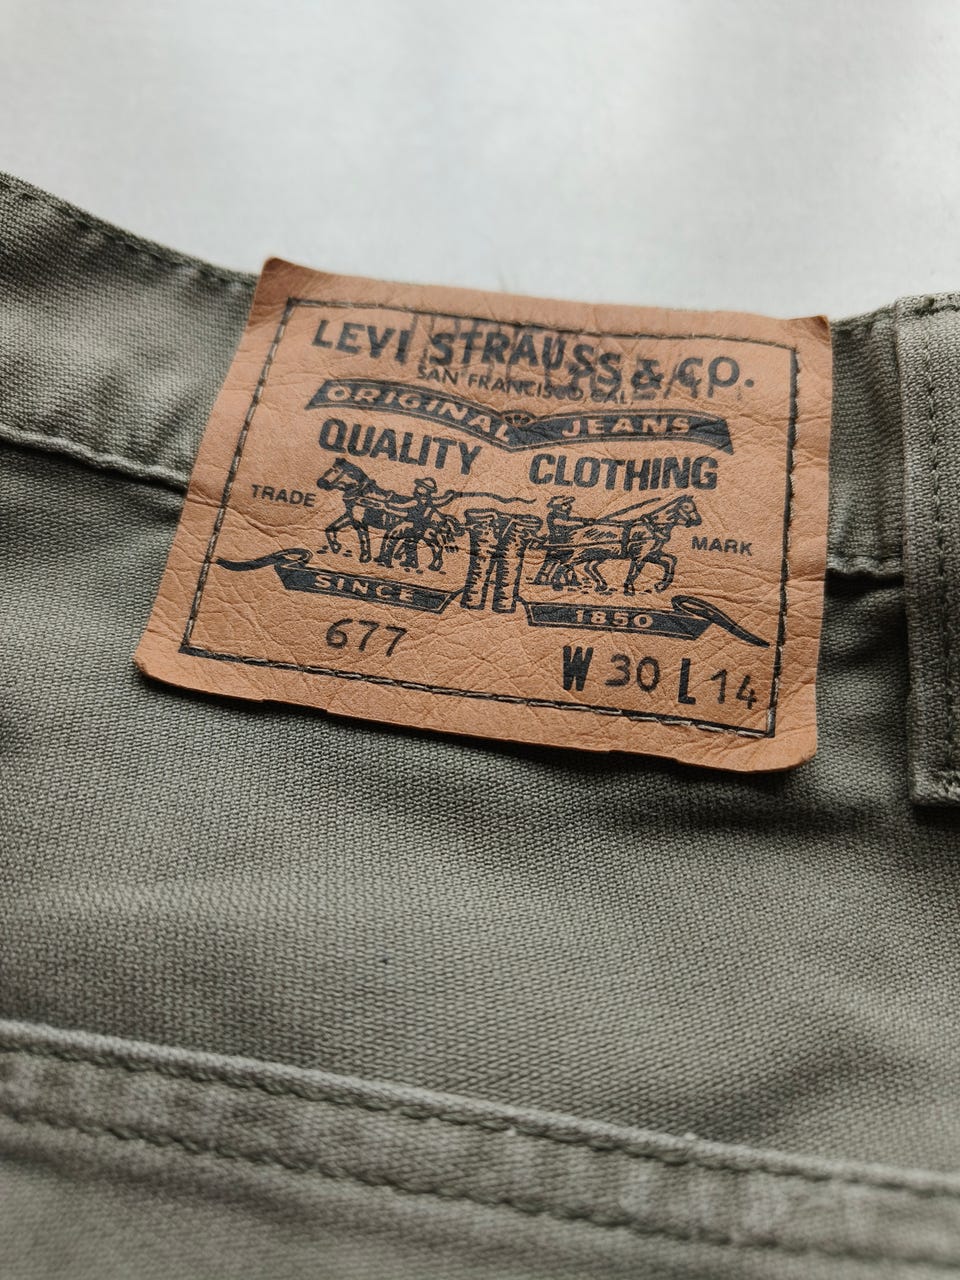 LEVI STRAUSS & CO.
SAN FRANCISCO, CAL
ORIGINAL JEANS
QUALITY CLOTHING
TRADE MARK
SINCE 1850
677 W 30 L 14